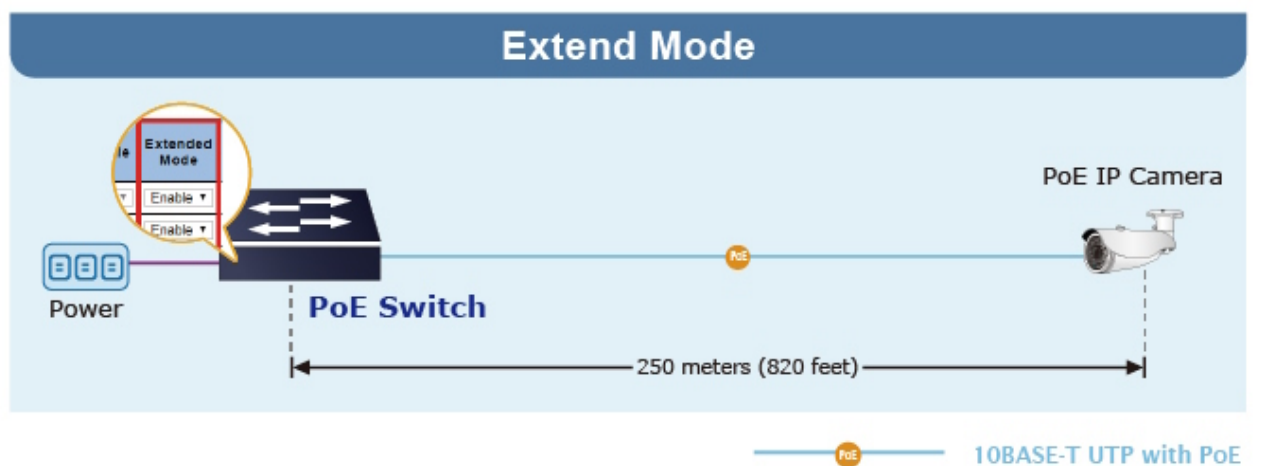 Extend Mode
le
Extended
Mode
Enable
Enable
PoE IP Camera
PoE
Power
PoE Switch
250 meters (820 feet)
PoE
10BASE-T UTP with PoE